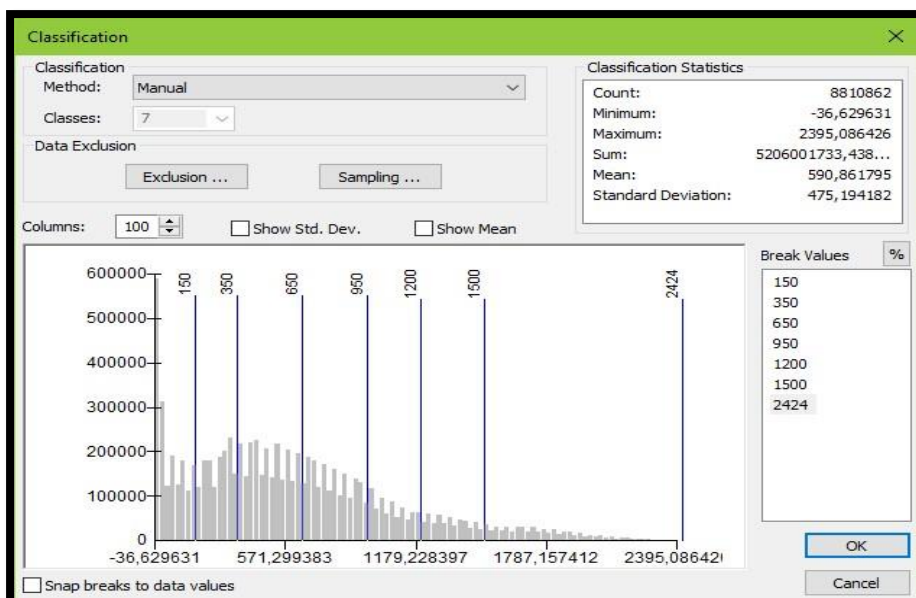 Classification
Classification
Method: Manual
Classes: 7
Data Exclusion
Exclusion ...
Sampling ...
Classification Statistics
Count: 8810862
Minimum: -36,629631
Maximum: 2395,086426
Sum: 5206001733,438...
Mean: 590,861795
Standard Deviation: 475,194182
Columns: 100
Show Std. Dev.
Show Mean
Break Values %
150
350
650
950
1200
1500
2424
150 350 650 950 1200 1500 2424
600000
500000
400000
300000
200000
100000
0
-36,629631 571,299383 1179,228397 1787,157412 2395,086426
Snap breaks to data values
OK
Cancel